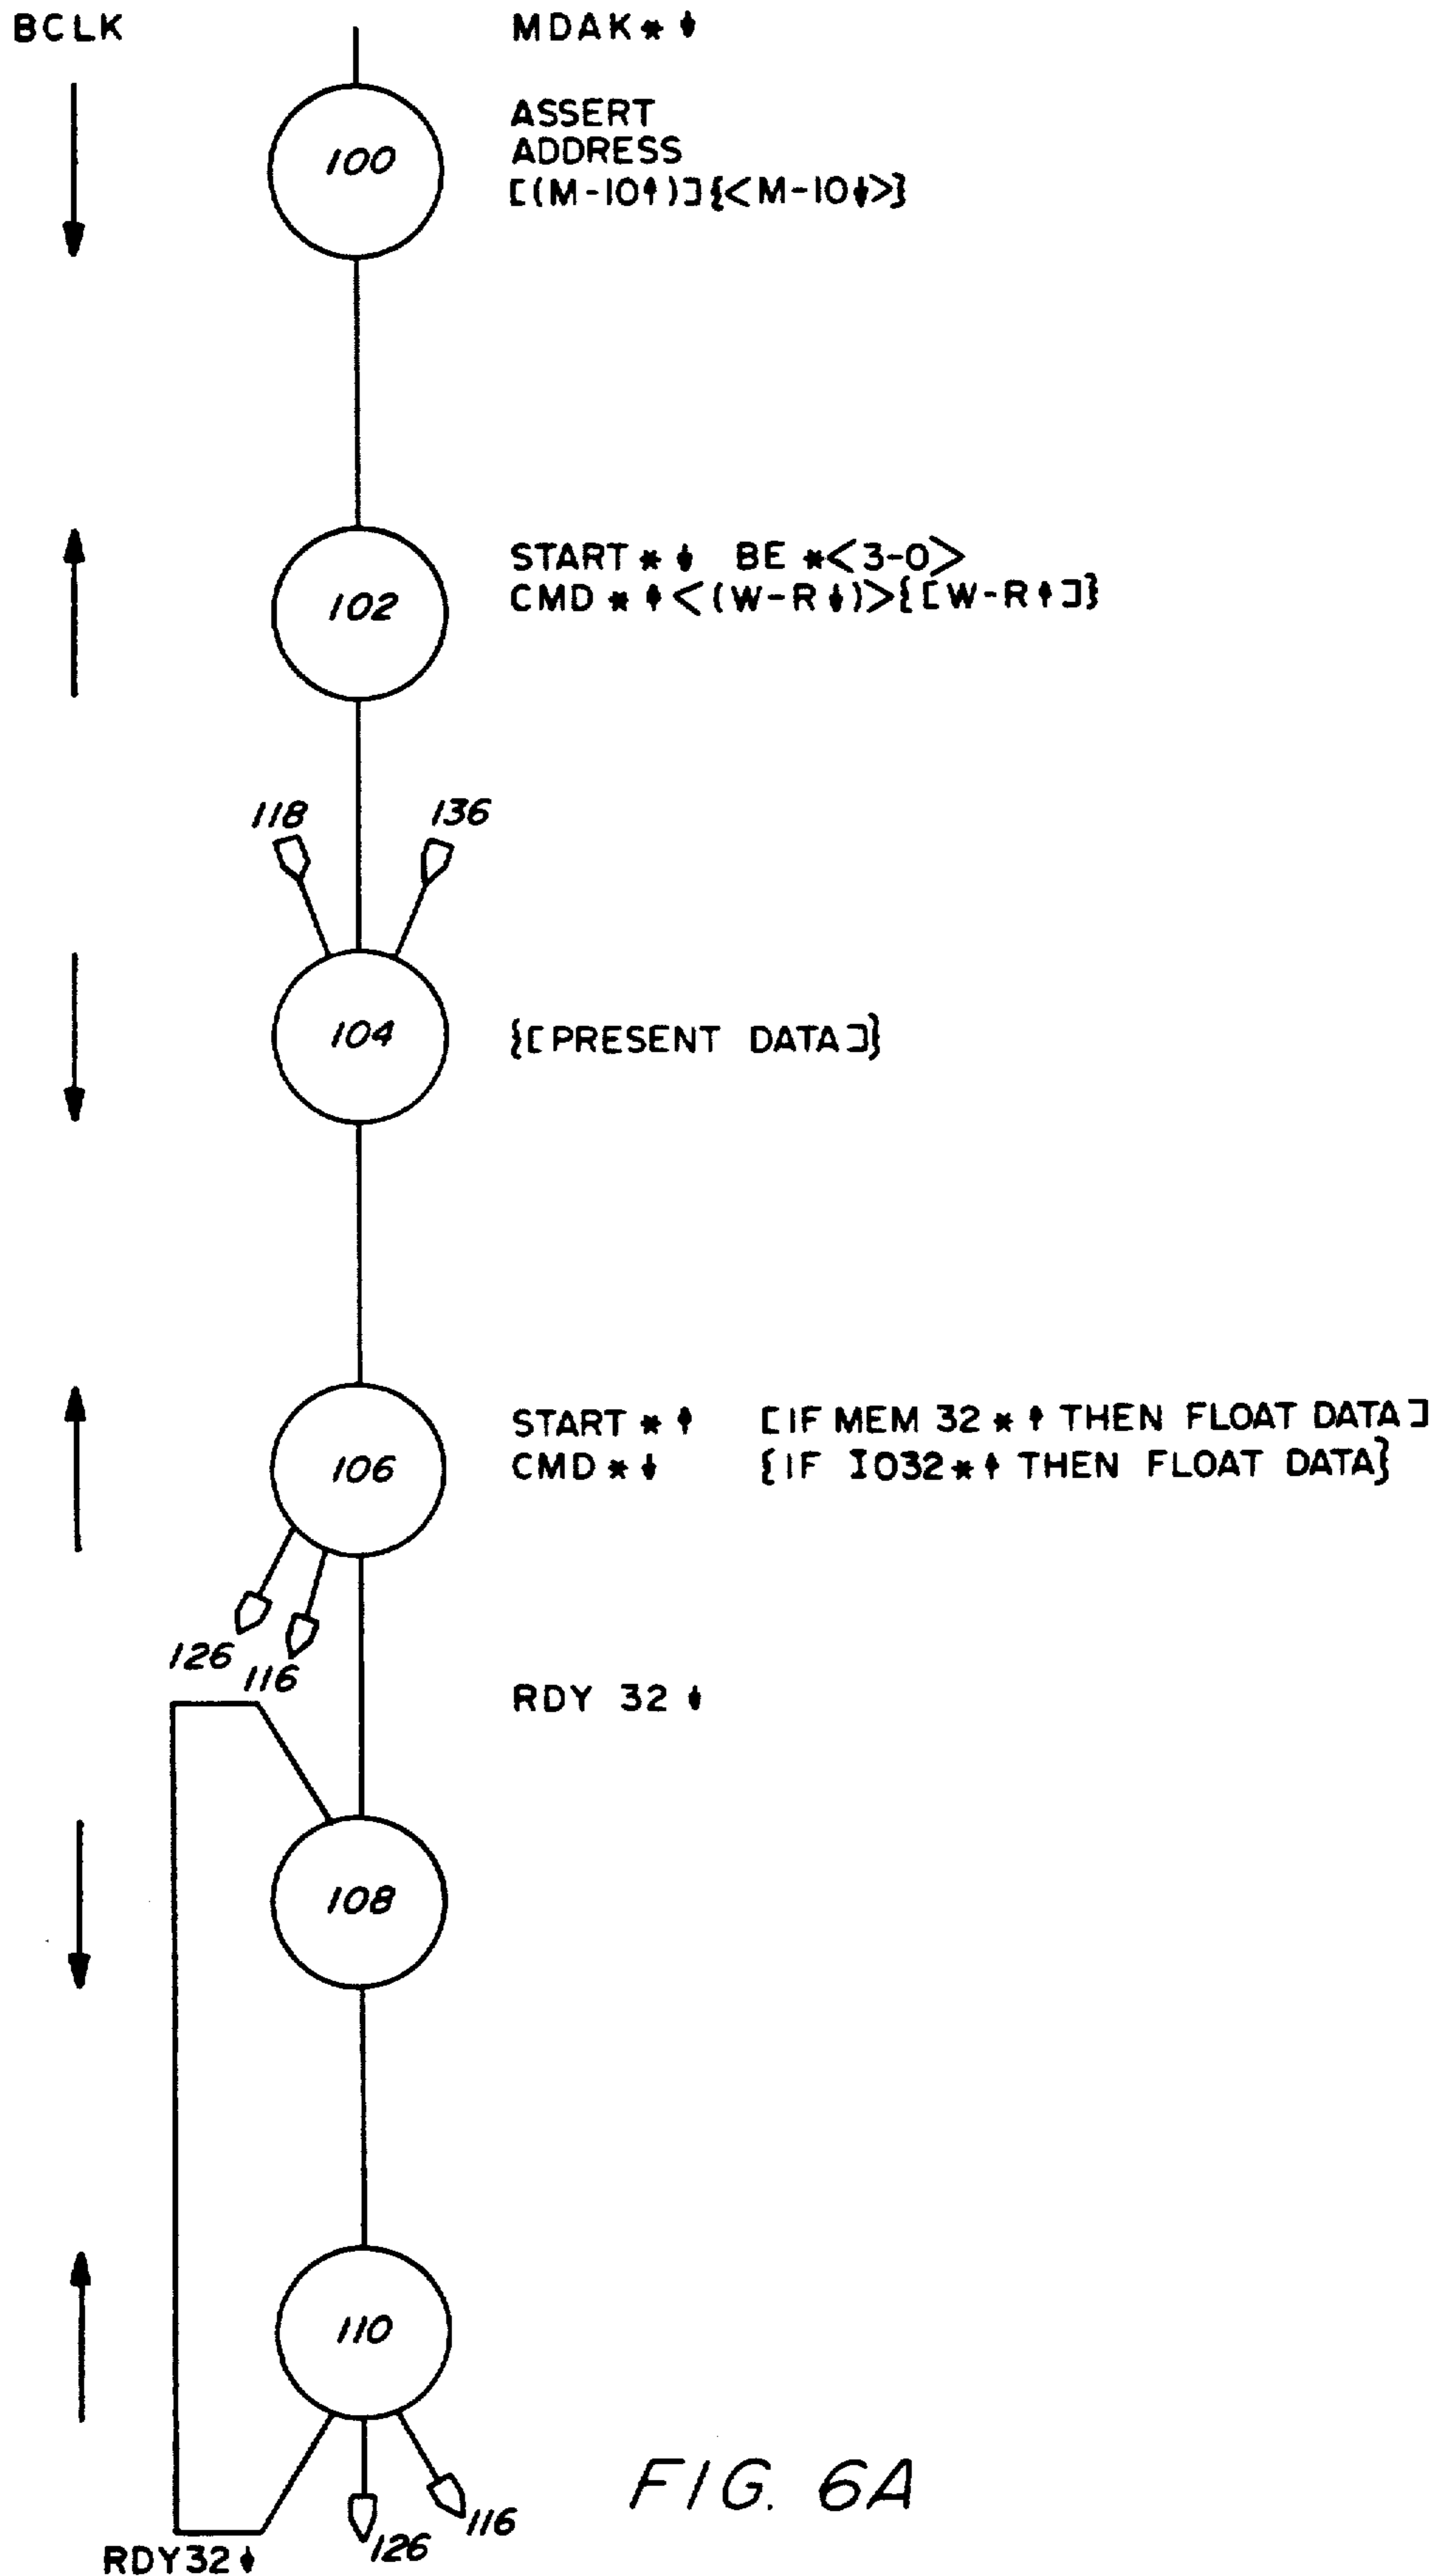 BCLK
MDAK * ↓
100
ASSERT
ADDRESS
[(M-10↑)]{<M-10↓>}
102
START * ↓ BE *<3-0>
CMD * ↑ <(W-R↓)>{[W-R↑]}
118
136
104
{[PRESENT DATA]}
106
START * ↑ [IF MEM 32 * ↑ THEN FLOAT DATA]
CMD * ↓ {IF IO32 * ↑ THEN FLOAT DATA}
126
116
RDY 32 ↓
108
110
126
116
RDY32 ↓
FIG. 6A